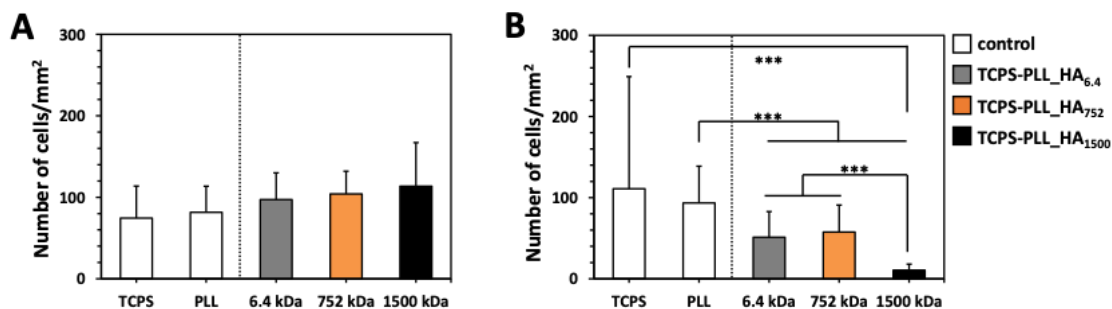 A
Number of cells/mm²
300
200
100
0
TCPS
PLL
6.4 kDa
752 kDa
1500 kDa
B
Number of cells/mm²
300
200
100
0
***
***
***
TCPS
PLL
6.4 kDa
752 kDa
1500 kDa
control
TCPS-PLL_HA₆.₄
TCPS-PLL_HA₇₅₂
TCPS-PLL_HA₁₅₀₀